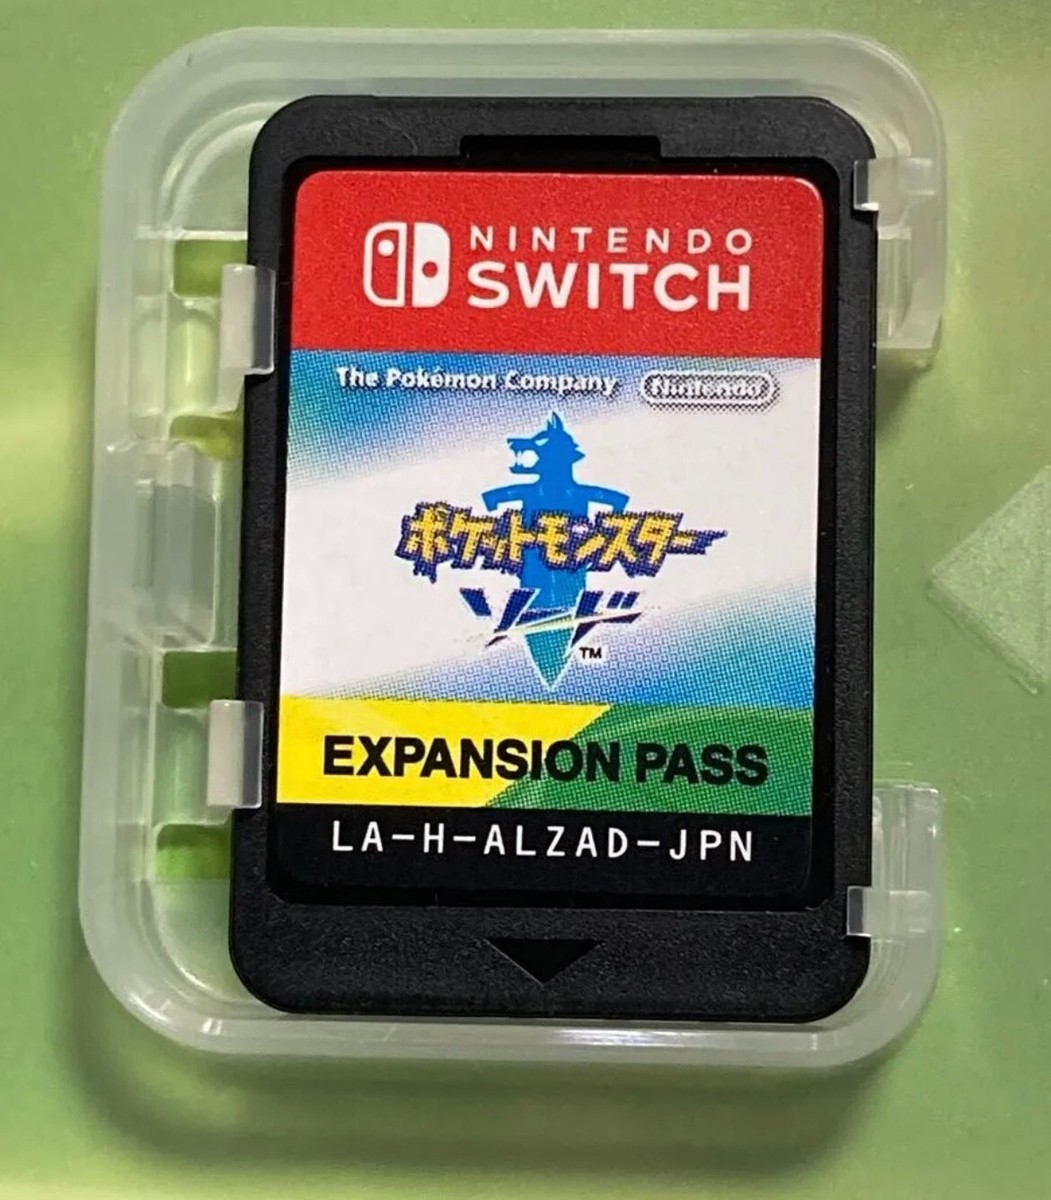 NINTENDO
SWITCH
The Pokémon Company Nintendo
ポケットモンスター
ソード
TM
EXPANSION PASS
LA-H-ALZAD-JPN